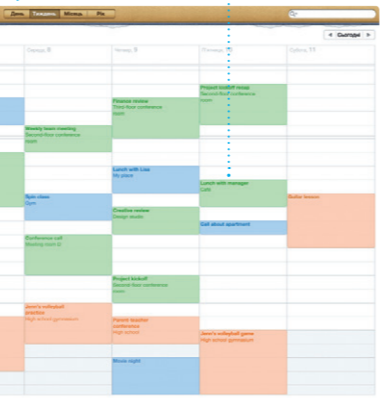 День Тиждень Місяць Рік
Сьогодні
Середа, 8
Четвер, 9
П'ятниця, 10
Субота, 11
Weekly team meeting
Second-floor conference
room
Spin class
Gym
Conference call
Meeting room B
Jenn's volleyball
practice
High school gymnasium
Finance review
Third-floor conference
room
Lunch with Lisa
His place
Creative review
Design studio
Project kickoff
Second-floor conference
room
Parent-teacher
conference
High school
Movie night
Project kickoff recap
Second-floor conference
room
Lunch with manager
Café
Call about apartment
Jenn's volleyball game
High school gymnasium
Guitar lesson